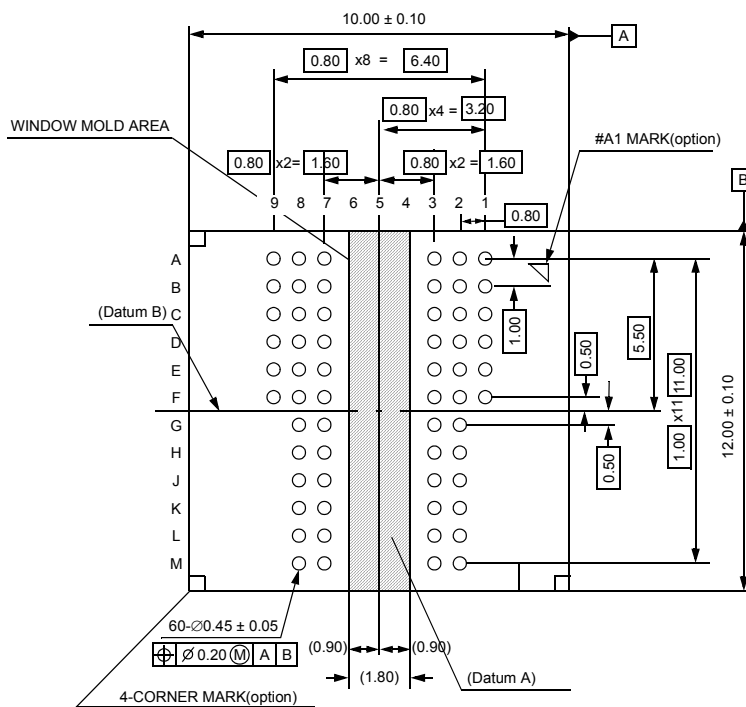 10.00 ± 0.10
A
0.80 x8 = 6.40
0.80 x4 = 3.20
WINDOW MOLD AREA
#A1 MARK(option)
0.80 x2= 1.60
0.80 x2 = 1.60
B
9 8 7 6 5 4 3 2 1
0.80
A
B
C
(Datum B)
D
E
F
G
H
J
K
L
M
1.00
0.50
5.50
0.50
1.00 x11 11.00
12.00 ± 0.10
60-∅0.45 ± 0.05
⌖ ∅ 0.20 Ⓜ A B
(0.90) (0.90)
(1.80)
(Datum A)
4-CORNER MARK(option)